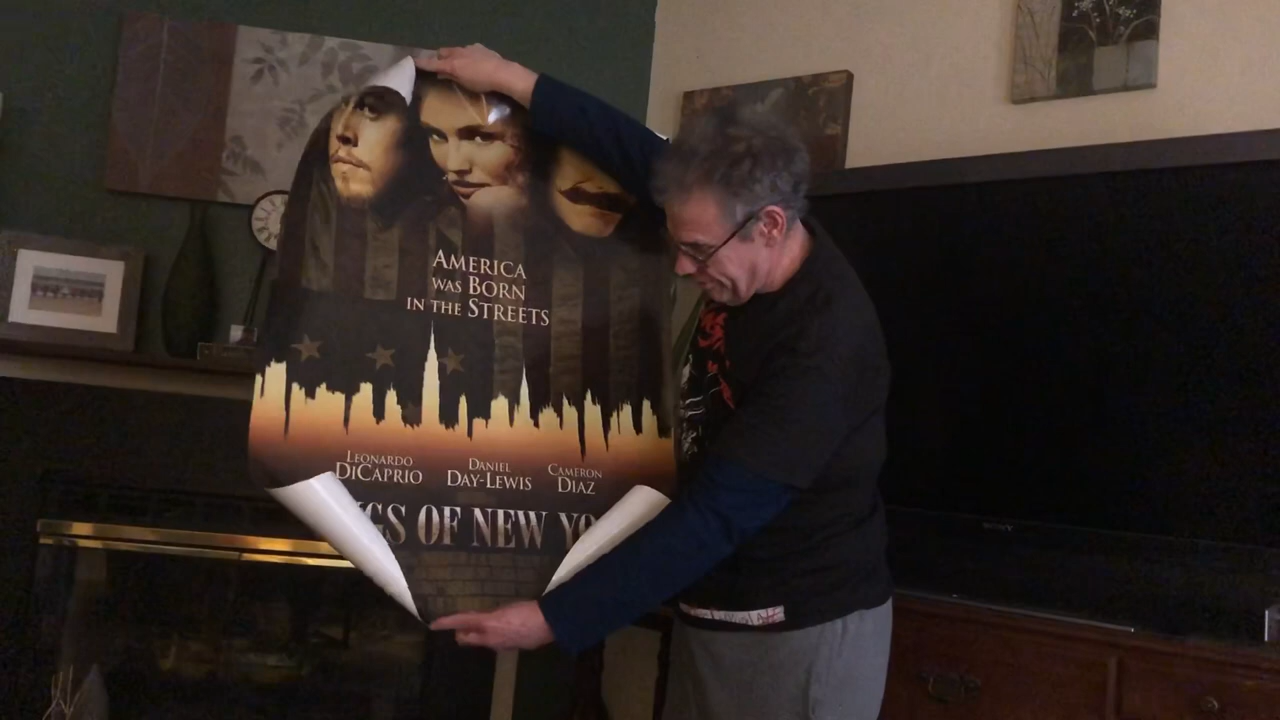 AMERICA
WAS BORN
IN THE STREETS
LEONARDO DICAPRIO
DANIEL DAY-LEWIS
CAMERON DIAZ
GS OF NEW YO